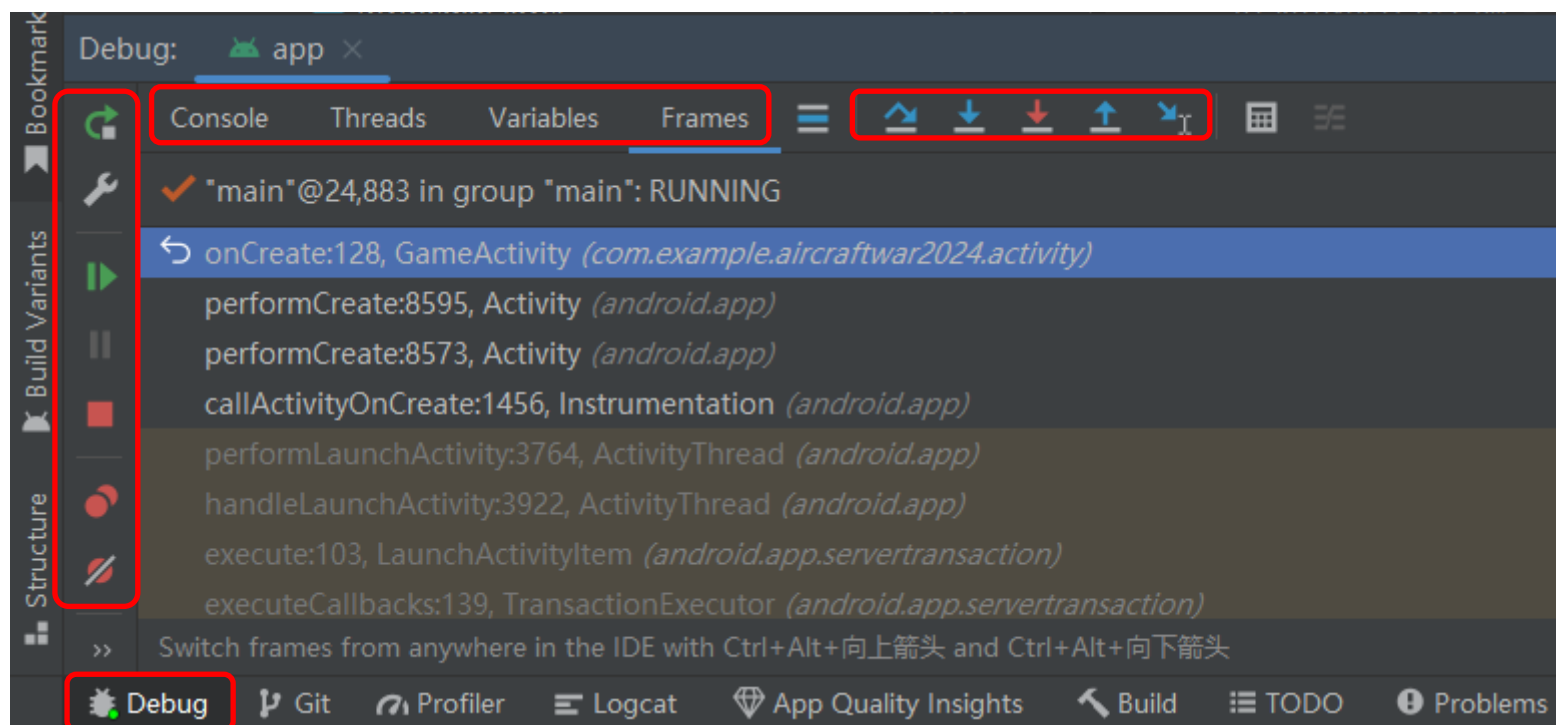 Debug: app
Bookmark
Build Variants
Structure
Console Threads Variables Frames
"main"@24,883 in group "main": RUNNING
onCreate:128, GameActivity (com.example.aircraftwar2024.activity)
performCreate:8595, Activity (android.app)
performCreate:8573, Activity (android.app)
callActivityOnCreate:1456, Instrumentation (android.app)
performLaunchActivity:3764, ActivityThread (android.app)
handleLaunchActivity:3922, ActivityThread (android.app)
execute:103, LaunchActivityItem (android.app.servertransaction)
executeCallbacks:139, TransactionExecutor (android.app.servertransaction)
Switch frames from anywhere in the IDE with Ctrl+Alt+向上箭头 and Ctrl+Alt+向下箭头
Debug Git Profiler Logcat App Quality Insights Build TODO Problems